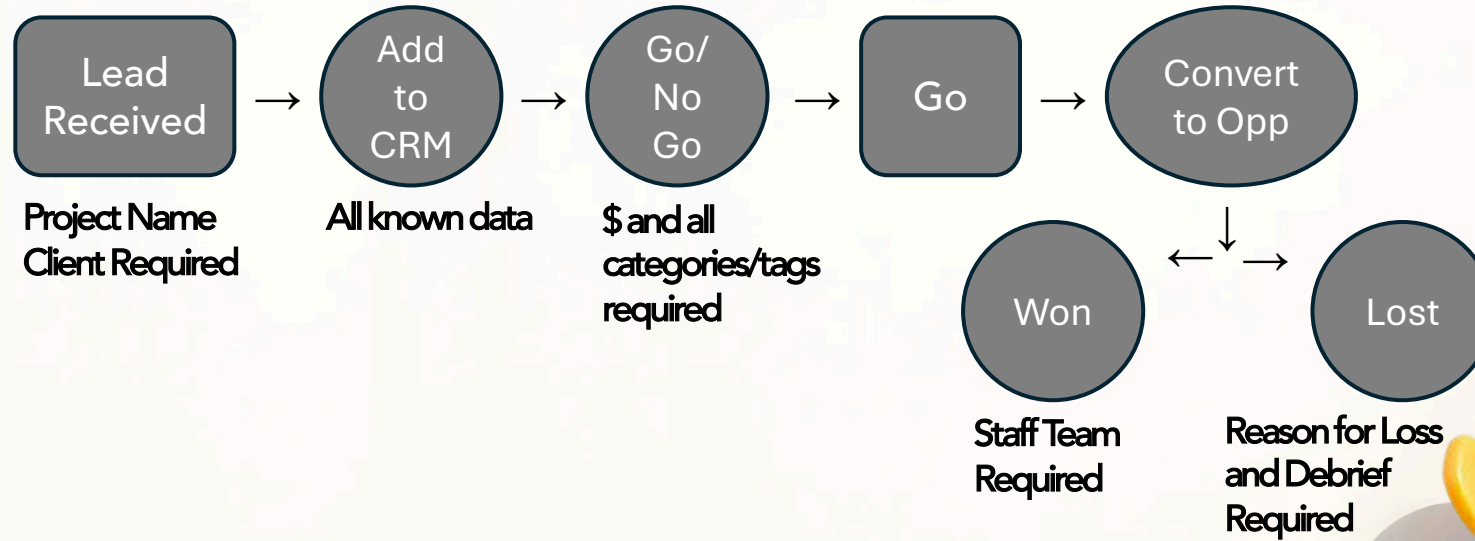 Lead
Received
→
Add
to
CRM
→
Go/
No
Go
→
Go
→
Convert
to Opp
Project Name
Client Required
All known data
$ and all
categories/tags
required
↓
← →
Won
Lost
Staff Team
Required
Reason for Loss
and Debrief
Required